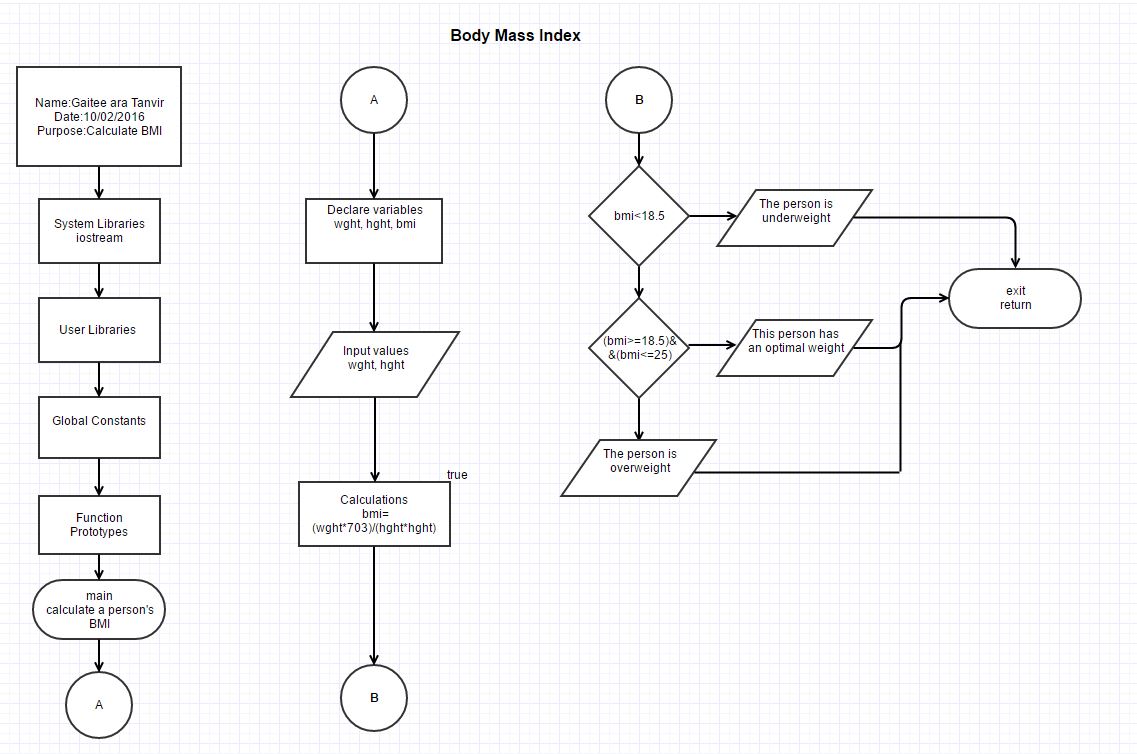 Body Mass Index
Name:Gaitee ara Tanvir
Date:10/02/2016
Purpose:Calculate BMI
System Libraries
iostream
User Libraries
Global Constants
Function
Prototypes
main
calculate a person's
BMI
A
A
Declare variables
wght, hght, bmi
Input values
wght, hght
true
Calculations
bmi=
(wght*703)/(hght*hght)
B
B
bmi<18.5
The person is
underweight
(bmi>=18.5)&
&(bmi<=25)
This person has
an optimal weight
The person is
overweight
exit
return